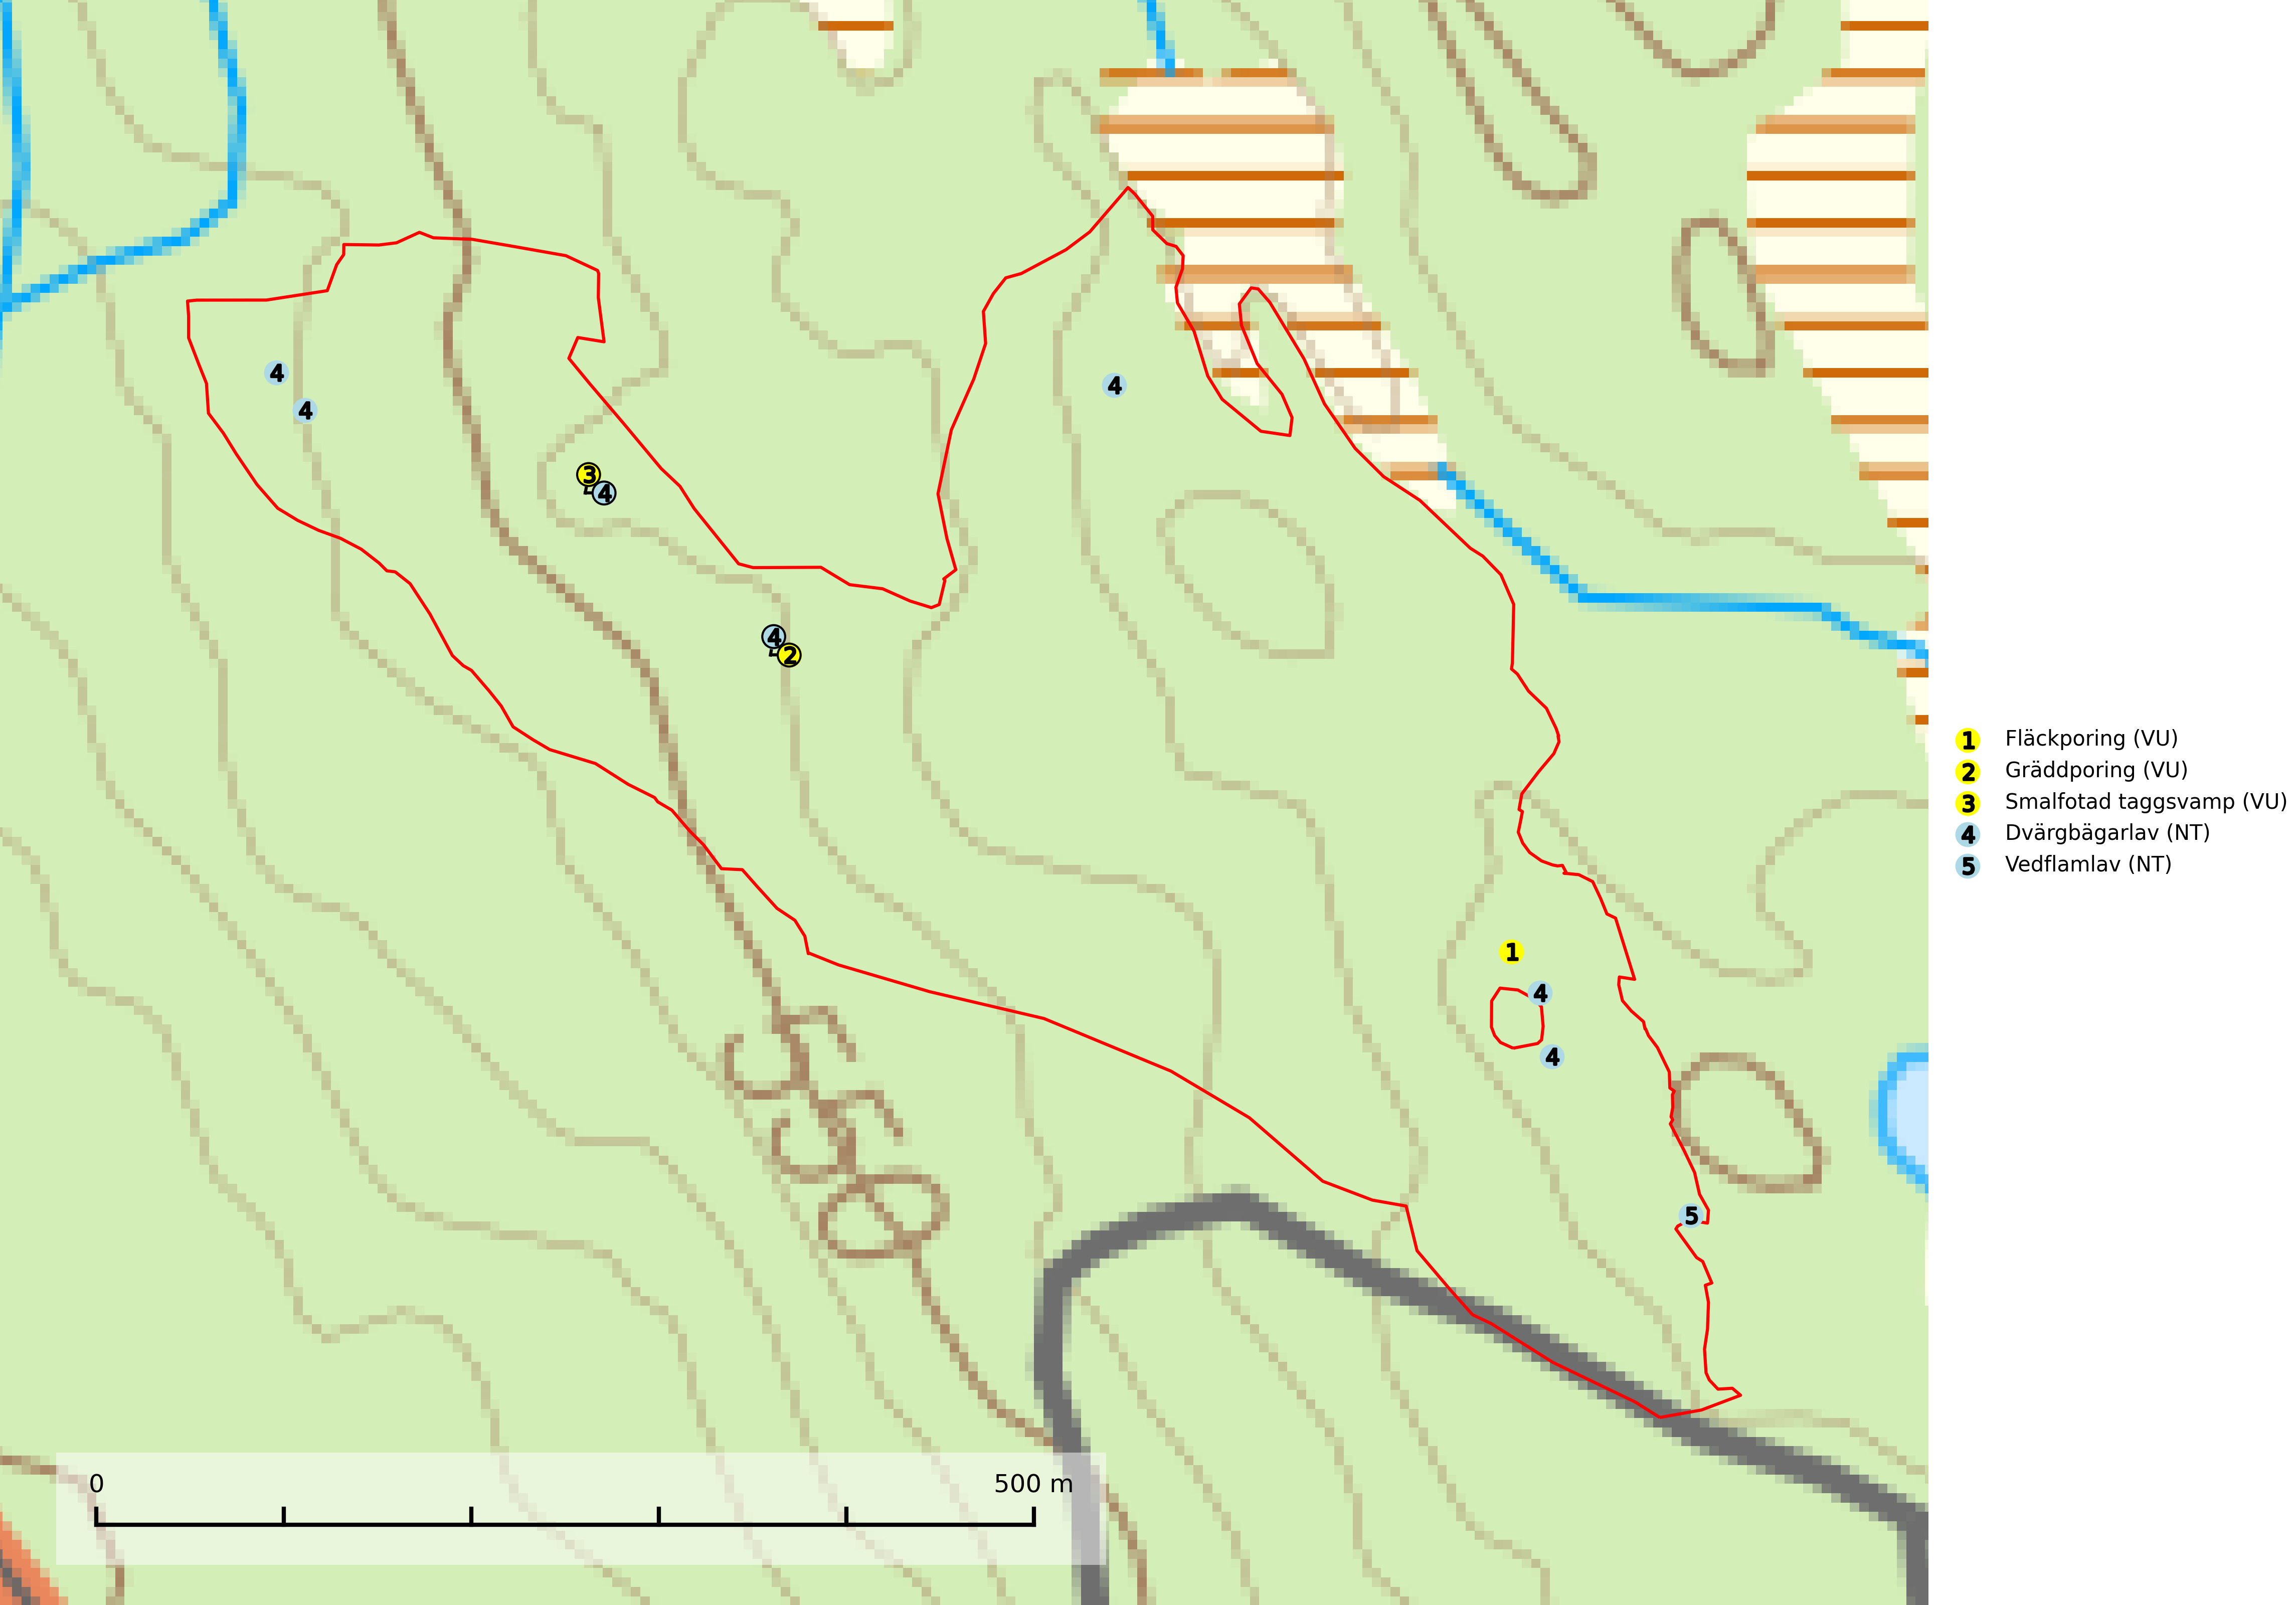 4
4
4
3
4
4
2
1
4
4
5
550
0
500 m
1 Fläckporing (VU)
2 Gräddporing (VU)
3 Smalfotad taggsvamp (VU)
4 Dvärgbägarlav (NT)
5 Vedflamlav (NT)